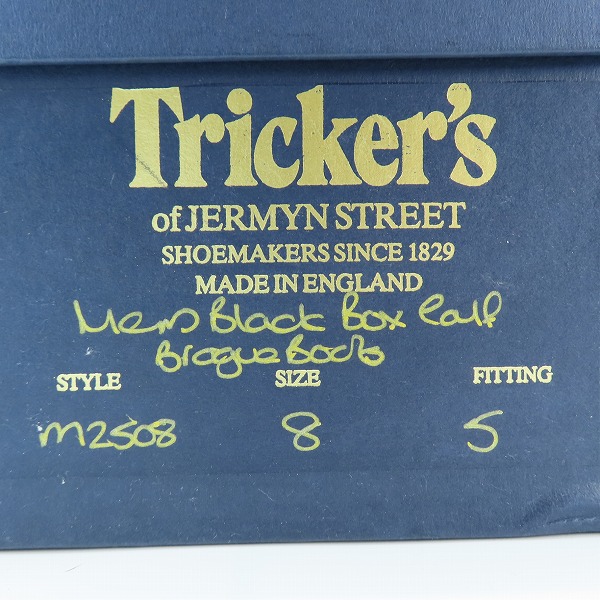 Tricker's
of JERMYN STREET
SHOEMAKERS SINCE 1829
MADE IN ENGLAND
Mens Black Box Calf
Brogue Boots
STYLE SIZE FITTING
M2508 8 5